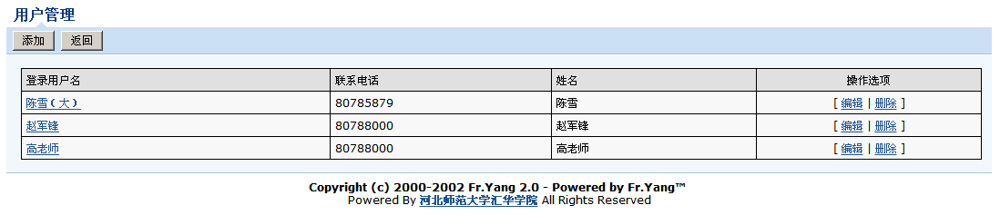 用户管理
添加 返回
登录用户名 联系电话 姓名 操作选项
陈雪（大） 80785879 陈雪 [ 编辑 | 删除 ]
赵军锋 80788000 赵军锋 [ 编辑 | 删除 ]
高老师 80788000 高老师 [ 编辑 | 删除 ]
Copyright (c) 2000-2002 Fr.Yang 2.0 - Powered by Fr.Yang™
Powered By 河北师范大学汇华学院 All Rights Reserved